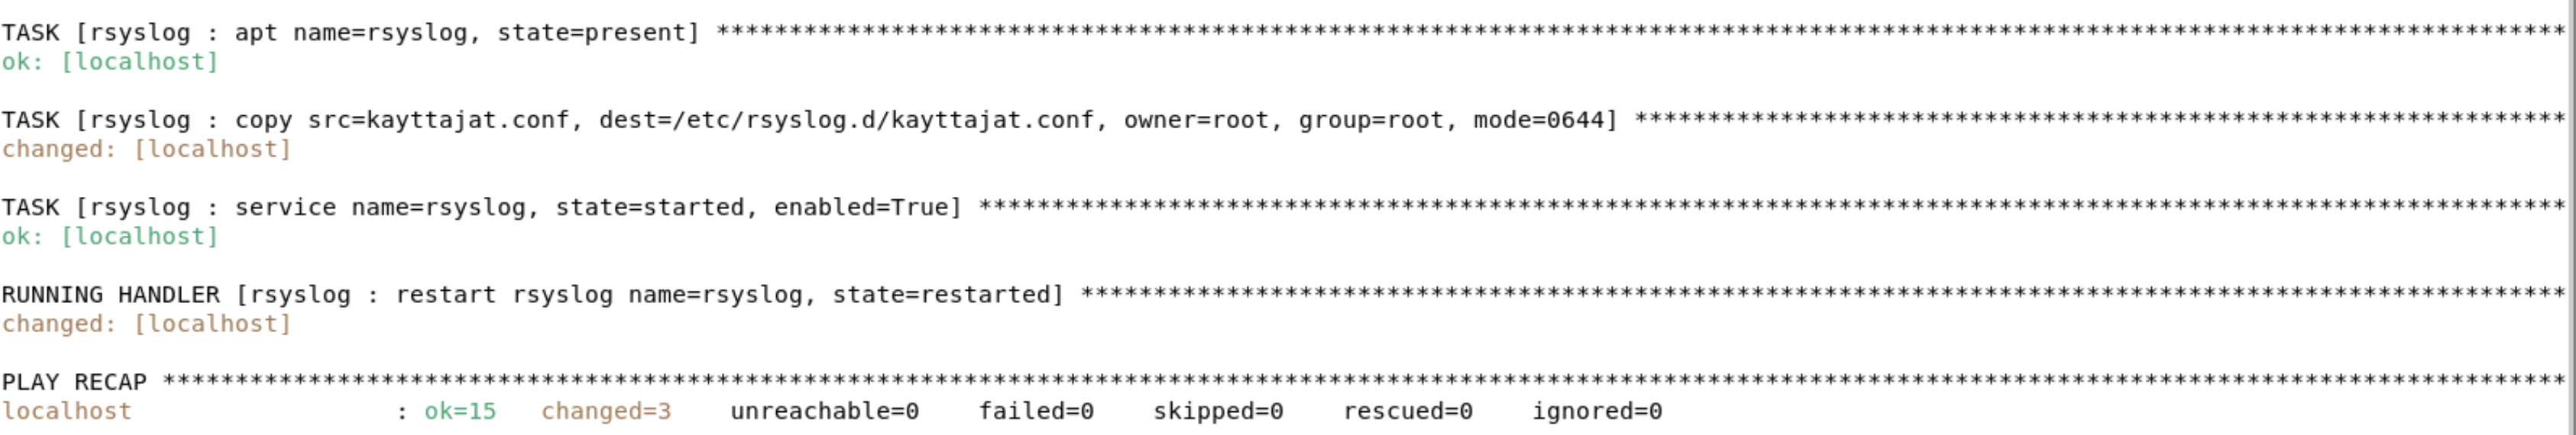 TASK [rsyslog : apt name=rsyslog, state=present] *******************************************************************************************************************************
ok: [localhost]
TASK [rsyslog : copy src=kayttajat.conf, dest=/etc/rsyslog.d/kayttajat.conf, owner=root, group=root, mode=0644] ****************************************************************
changed: [localhost]
TASK [rsyslog : service name=rsyslog, state=started, enabled=True] *************************************************************************************************************
ok: [localhost]
RUNNING HANDLER [rsyslog : restart rsyslog name=rsyslog, state=restarted] ******************************************************************************************************
changed: [localhost]
PLAY RECAP *********************************************************************************************************************************************************************
localhost                  : ok=15   changed=3    unreachable=0    failed=0    skipped=0    rescued=0    ignored=0